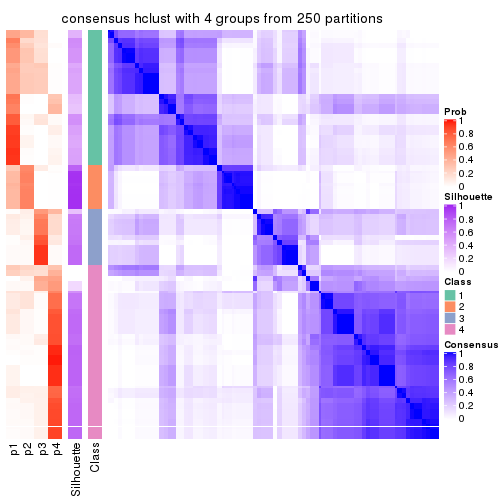 consensus hclust with 4 groups from 250 partitions
Prob
1
0.8
0.6
0.4
0.2
0
Silhouette
1
0.8
0.6
0.4
0.2
0
Class
1
2
3
4
Consensus
1
0.8
0.6
0.4
0.2
0
p1
p2
p3
p4
Silhouette
Class